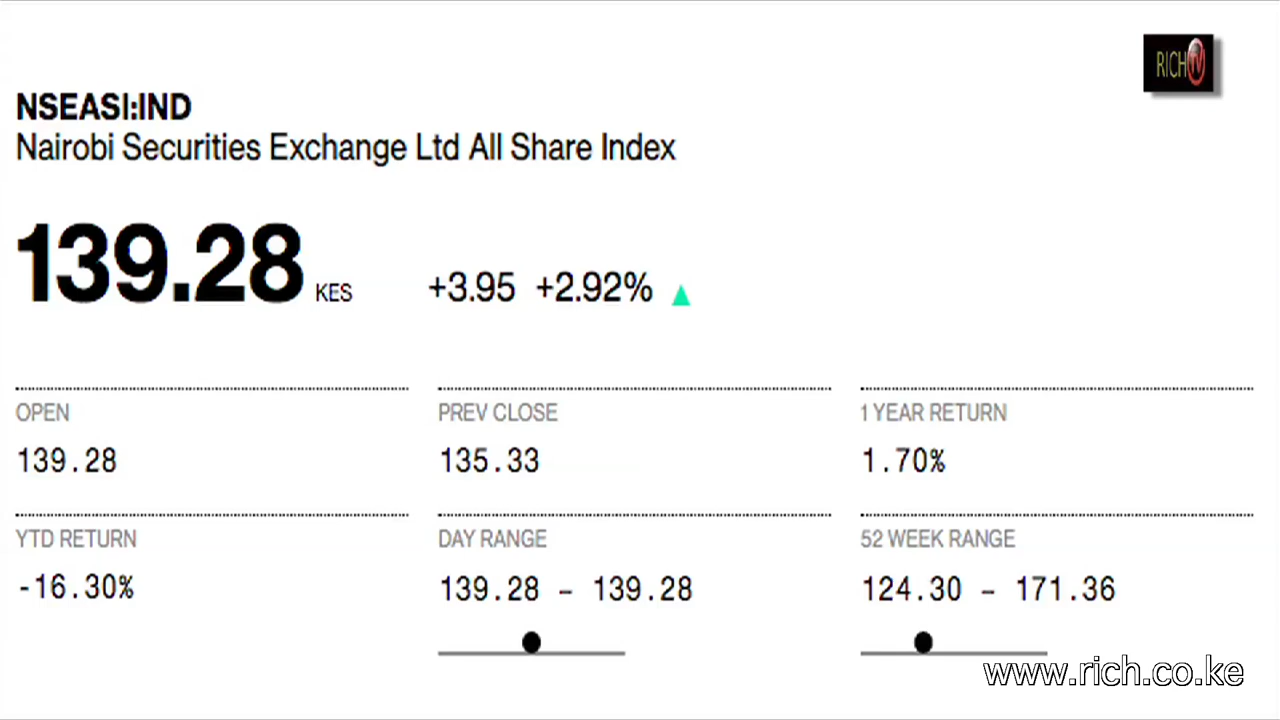 RICH TV
NSEASI:IND
Nairobi Securities Exchange Ltd All Share Index
139.28 KES +3.95 +2.92% ▲
OPEN PREV CLOSE 1 YEAR RETURN
139.28 135.33 1.70%
YTD RETURN DAY RANGE 52 WEEK RANGE
-16.30% 139.28 - 139.28 124.30 - 171.36
www.rich.co.ke